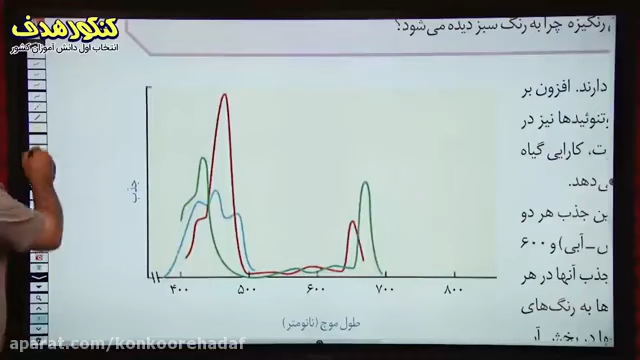 کنکور هدف
انتخاب اول دانش آموزان کشور
رنگیزه چرا به رنگ سبز دیده می‌شود؟
دارند. افزون بر
وتنوئیدها نیز در
ت، کارایی گیاه
ی‌دهد.
ین جذب هر دو
ش-آبی) و ۶۰۰
جذب آنها در هر
ها به رنگ‌های
جذب
۴۰۰ ۵۰۰ ۶۰۰ ۷۰۰ ۸۰۰
طول موج (نانومتر)
aparat.com/konkoorehadaf